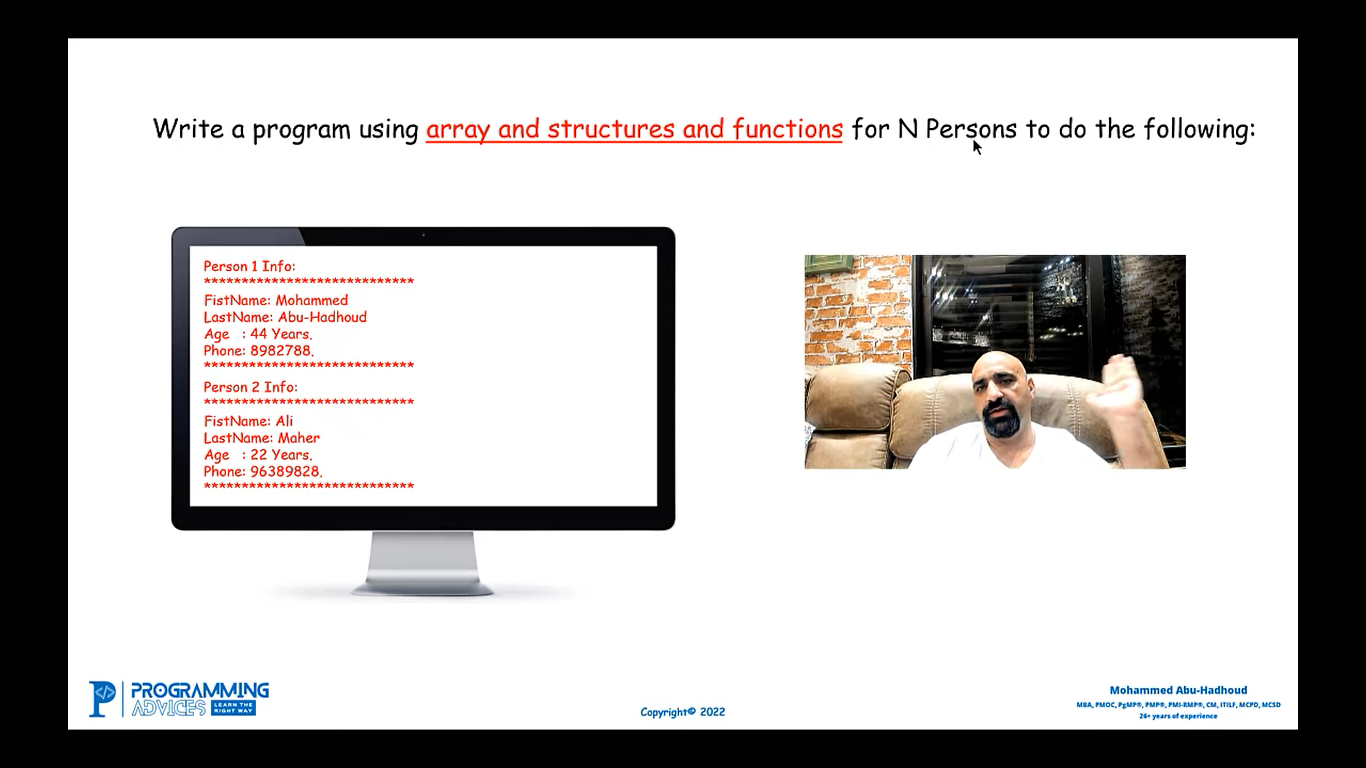 Write a program using array and structures and functions for N Persons to do the following:
Person 1 Info:
***************************
FistName: Mohammed
LastName: Abu-Hadhoud
Age : 44 Years.
Phone: 8982788.
***************************
Person 2 Info:
***************************
FistName: Ali
LastName: Maher
Age : 22 Years.
Phone: 96389828.
***************************
PROGRAMMING
ADVICES LEARN THE RIGHT WAY
Copyright© 2022
Mohammed Abu-Hadhoud
MBA, PMOC, PgMP®, PMP®, PMI-RMP®, CM, ITILF, MCPD, MCSD
26+ years of experience